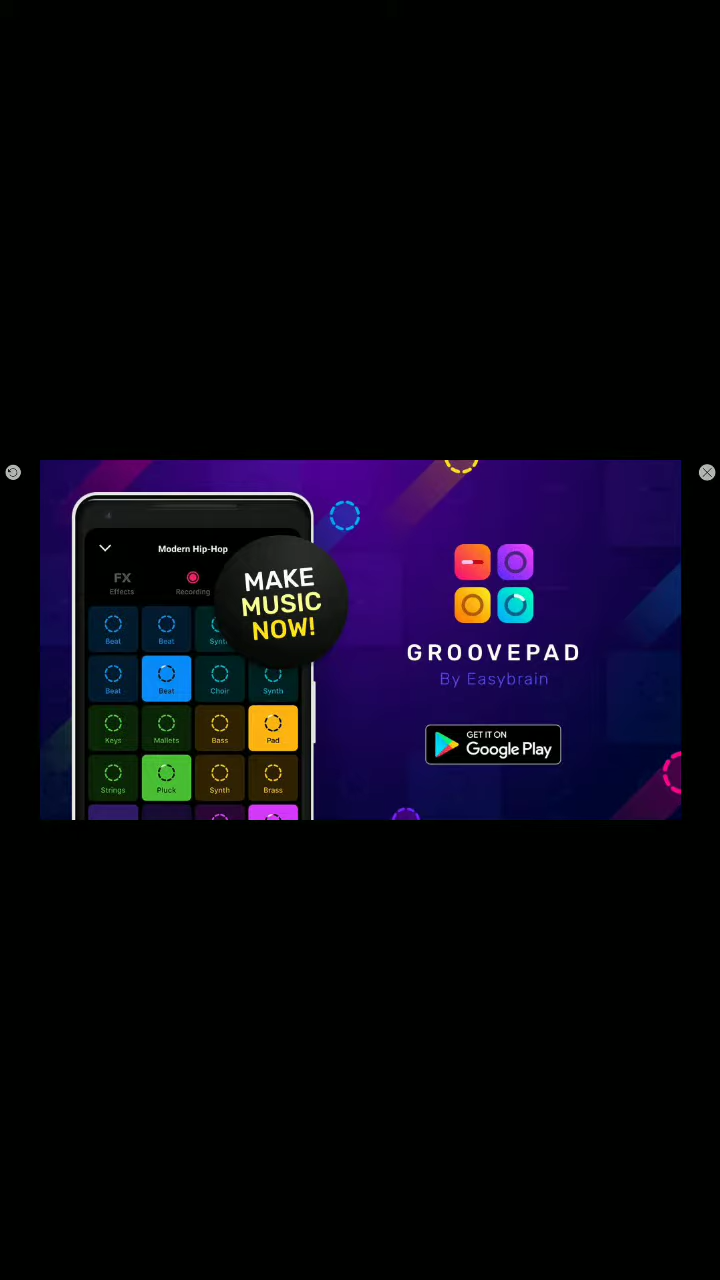 Modern Hip-Hop
FX
Effects
Recording
MAKE
MUSIC
NOW!
Beat
Beat
Beat
Beat
Choir
Synth
Keys
Mallets
Bass
Pad
Strings
Pluck
Synth
Brass
GROOVEPAD
By Easybrain
GET IT ON
Google Play